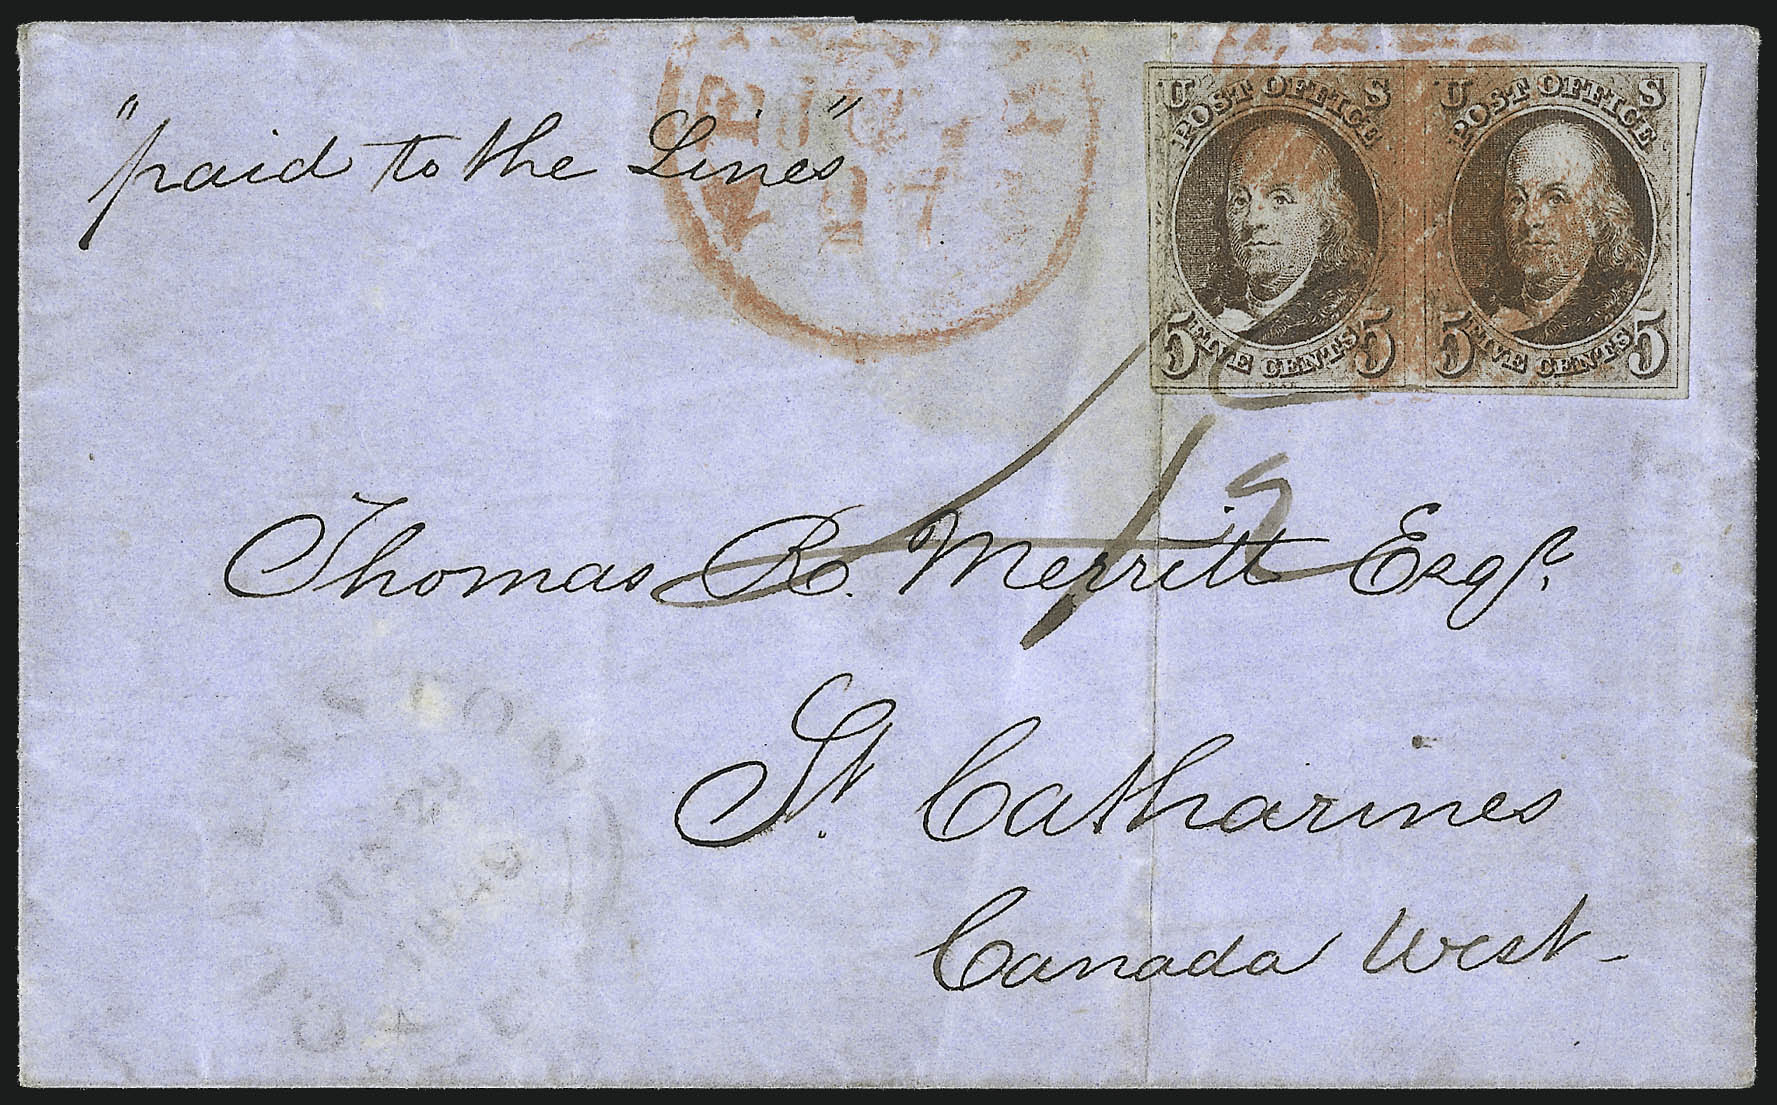 "paid to the Lines"
U S U S
POST OFFICE POST OFFICE
5 FIVE CENTS 5 5 FIVE CENTS 5
Thomas R. Merritt Esqr.
St. Catharines
Canada West